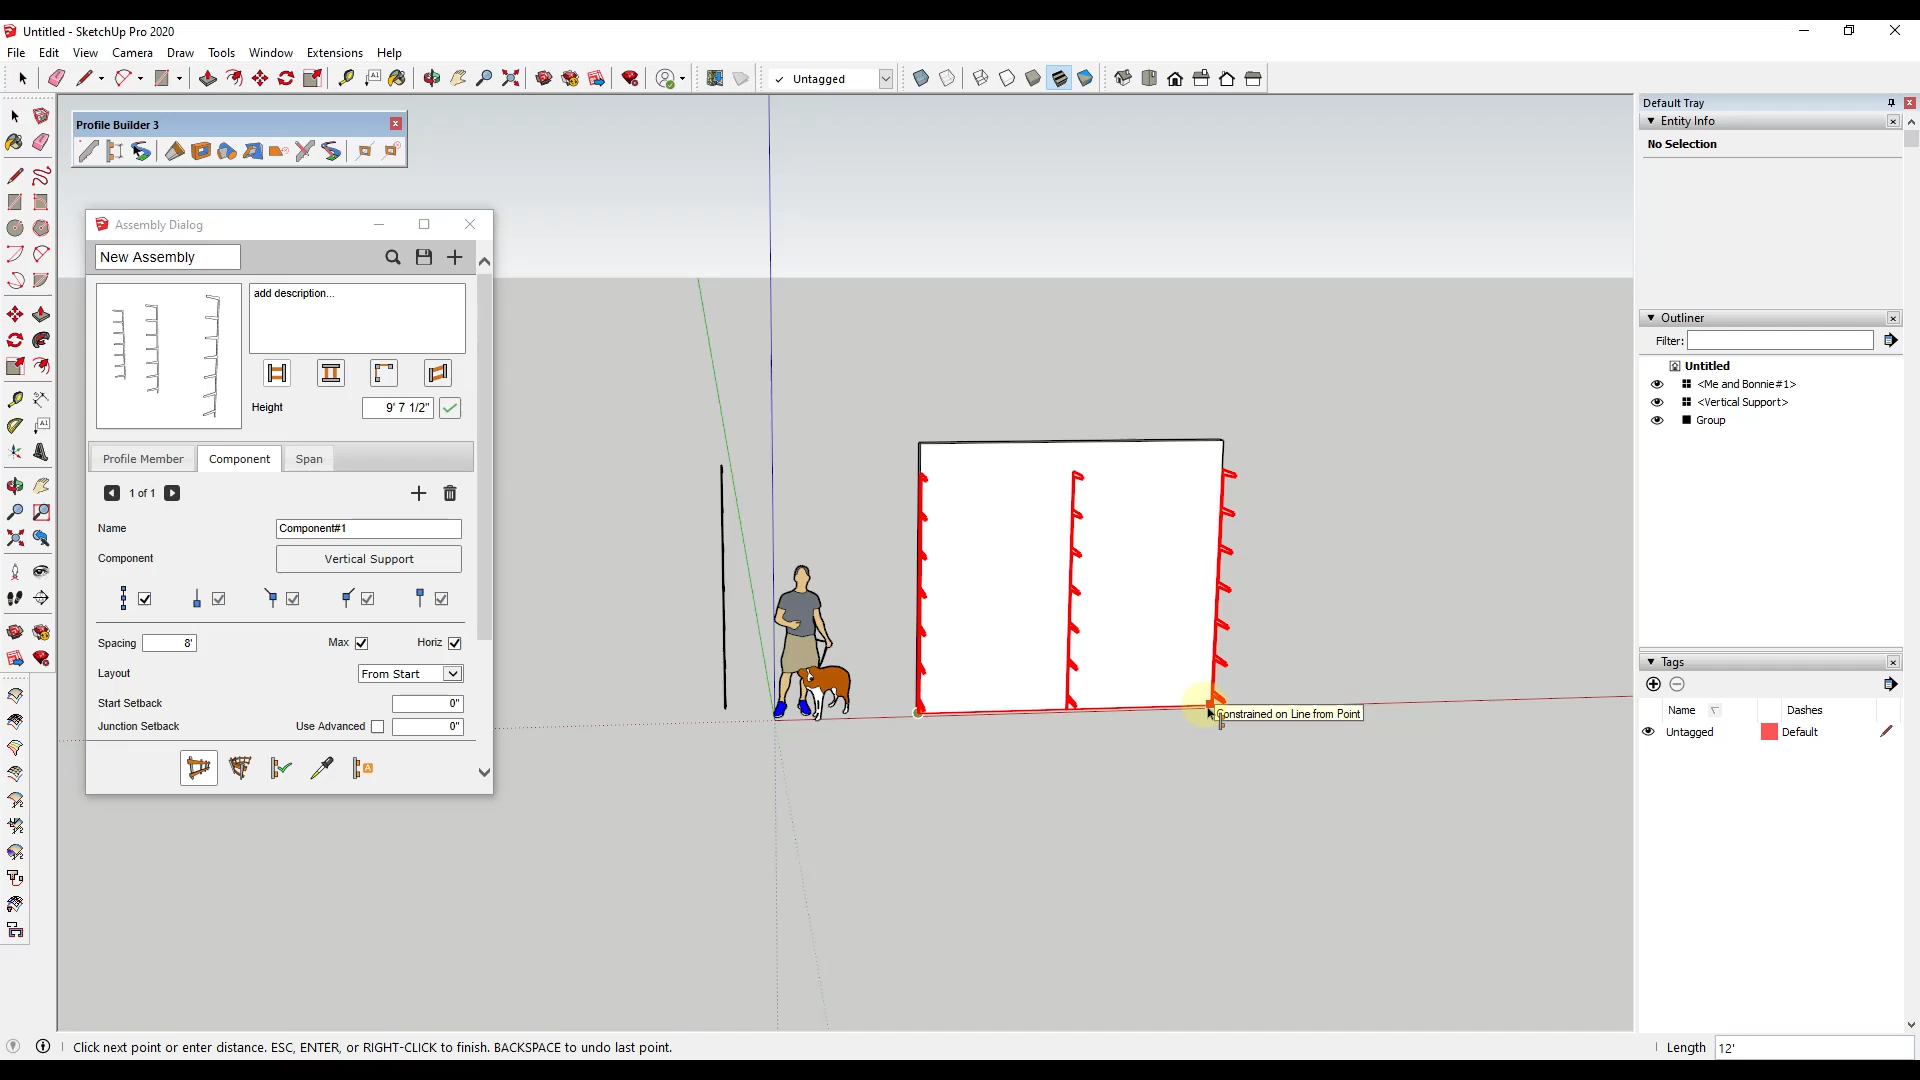 Untitled - SketchUp Pro 2020
File Edit View Camera Draw Tools Window Extensions Help
Untagged
Default Tray
Profile Builder 3
Entity Info
No Selection
Assembly Dialog
New Assembly
add description...
Height 9' 7 1/2"
Outliner
Filter:
Untitled
<Me and Bonnie#1>
<Vertical Support>
Group
Profile Member Component Span
1 of 1
Name Component#1
Component Vertical Support
Spacing 8' Max Horiz
Layout From Start
Start Setback 0"
Junction Setback Use Advanced 0"
Constrained on Line from Point
Tags
Name Dashes
Untagged Default
Click next point or enter distance. ESC, ENTER, or RIGHT-CLICK to finish. BACKSPACE to undo last point.
Length 12'